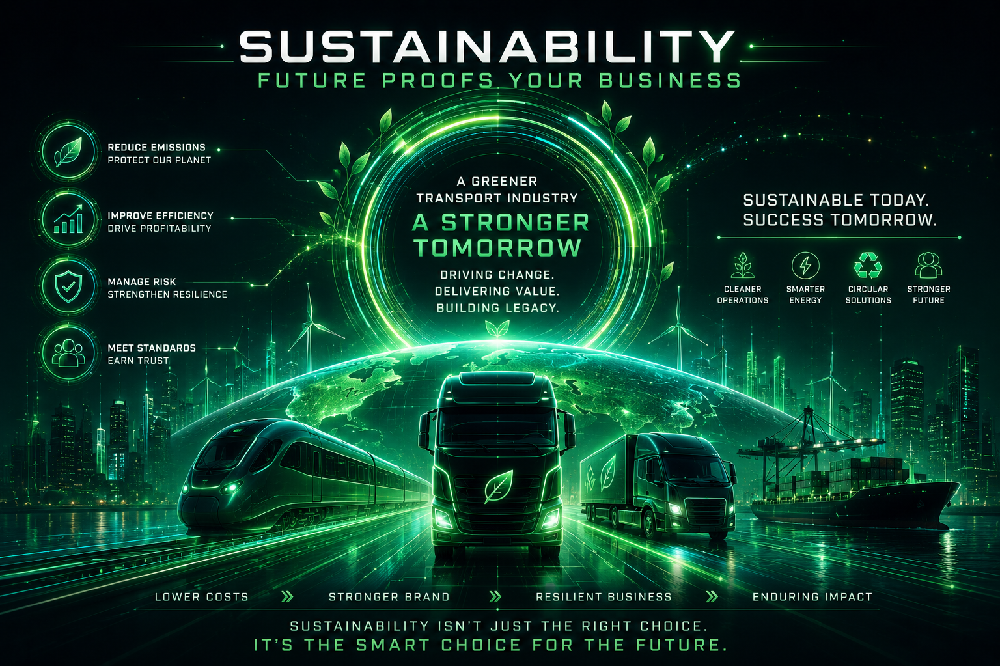 SUSTAINABILITY
FUTURE PROOFS YOUR BUSINESS
REDUCE EMISSIONS
PROTECT OUR PLANET
IMPROVE EFFICIENCY
DRIVE PROFITABILITY
MANAGE RISK
STRENGTHEN RESILIENCE
MEET STANDARDS
EARN TRUST
A GREENER
TRANSPORT INDUSTRY
A STRONGER
TOMORROW
DRIVING CHANGE.
DELIVERING VALUE.
BUILDING LEGACY.
SUSTAINABLE TODAY.
SUCCESS TOMORROW.
CLEANER
OPERATIONS
SMARTER
ENERGY
CIRCULAR
SOLUTIONS
STRONGER
FUTURE
LOWER COSTS
STRONGER BRAND
RESILIENT BUSINESS
ENDURING IMPACT
SUSTAINABILITY ISN'T JUST THE RIGHT CHOICE.
IT'S THE SMART CHOICE FOR THE FUTURE.